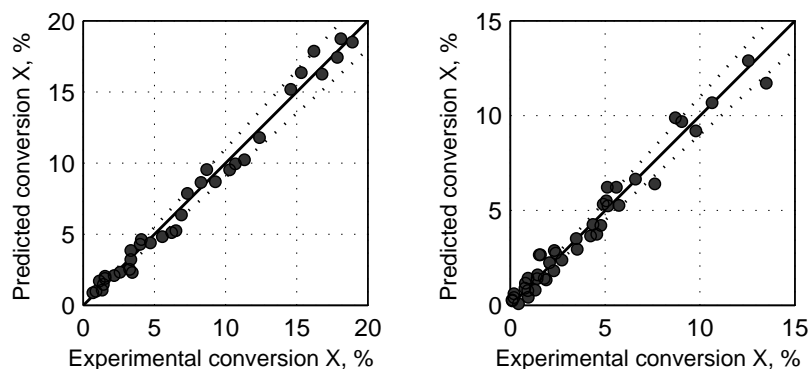 20
15
10
5
0
0 5 10 15 20
Predicted conversion X, %
Experimental conversion X, %
15
10
5
0
0 5 10 15
Predicted conversion X, %
Experimental conversion X, %